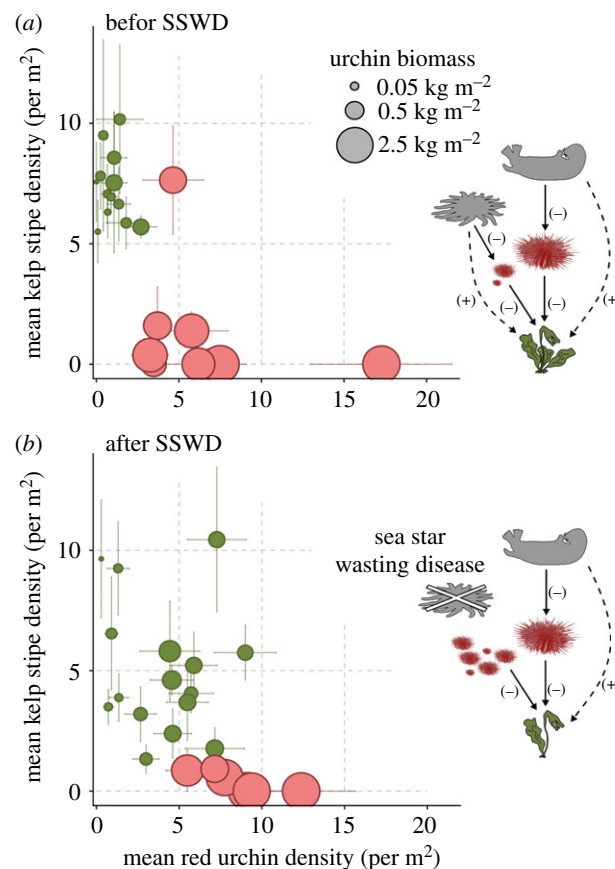 (a) befor SSWD
urchin biomass
0.05 kg m⁻²
0.5 kg m⁻²
2.5 kg m⁻²
mean kelp stipe density (per m²)
10
5
0
0 5 10 15 20
(–)
(–)
(+)
(–)
(–)
(+
(b) after SSWD
sea star
wasting disease
mean kelp stipe density (per m²)
10
5
0
0 5 10 15 20
(–)
(–)
(–)
(+
mean red urchin density (per m²)